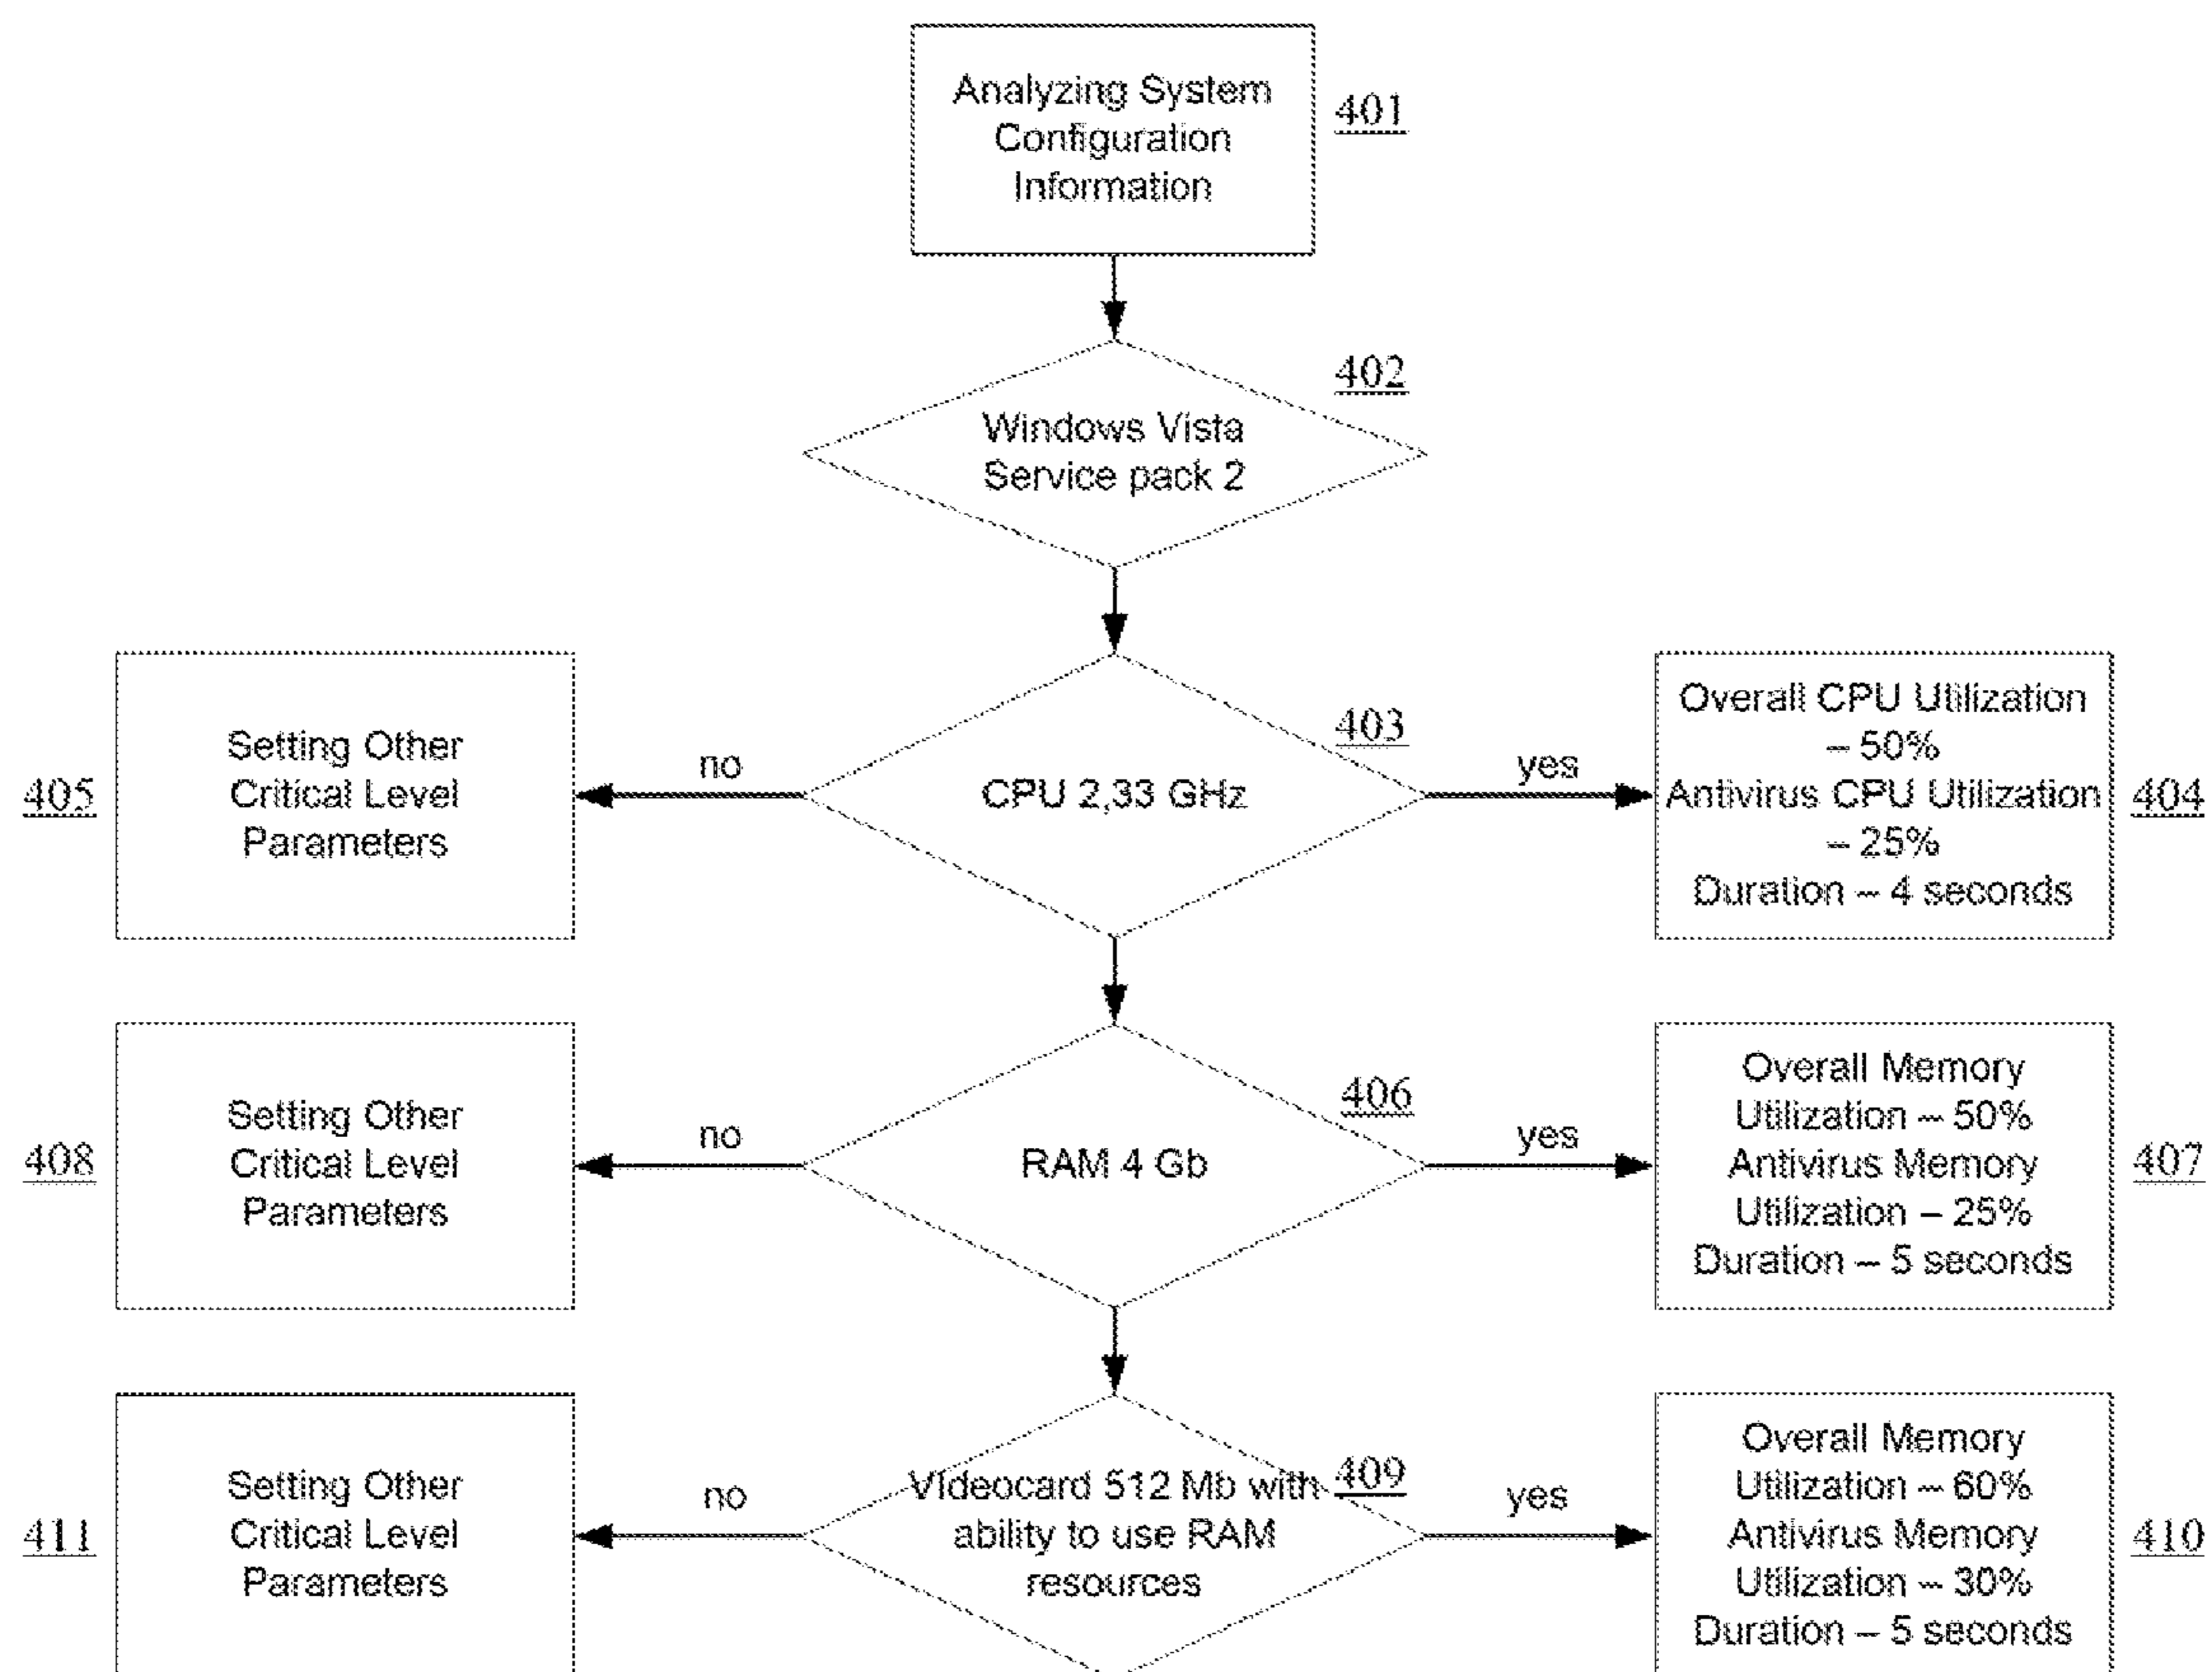 Analyzing System
Configuration
Information
401
402
Windows Vista
Service pack 2
403
CPU 2,33 GHz
no
yes
405
Setting Other
Critical Level
Parameters
Overall CPU Utilization
– 50%
Antivirus CPU Utilization
– 25%
Duration – 4 seconds
404
406
RAM 4 Gb
no
yes
408
Setting Other
Critical Level
Parameters
Overall Memory
Utilization – 50%
Antivirus Memory
Utilization – 25%
Duration – 5 seconds
407
409
Videocard 512 Mb with
ability to use RAM
resources
no
yes
411
Setting Other
Critical Level
Parameters
Overall Memory
Utilization – 60%
Antivirus Memory
Utilization – 30%
Duration – 5 seconds
410